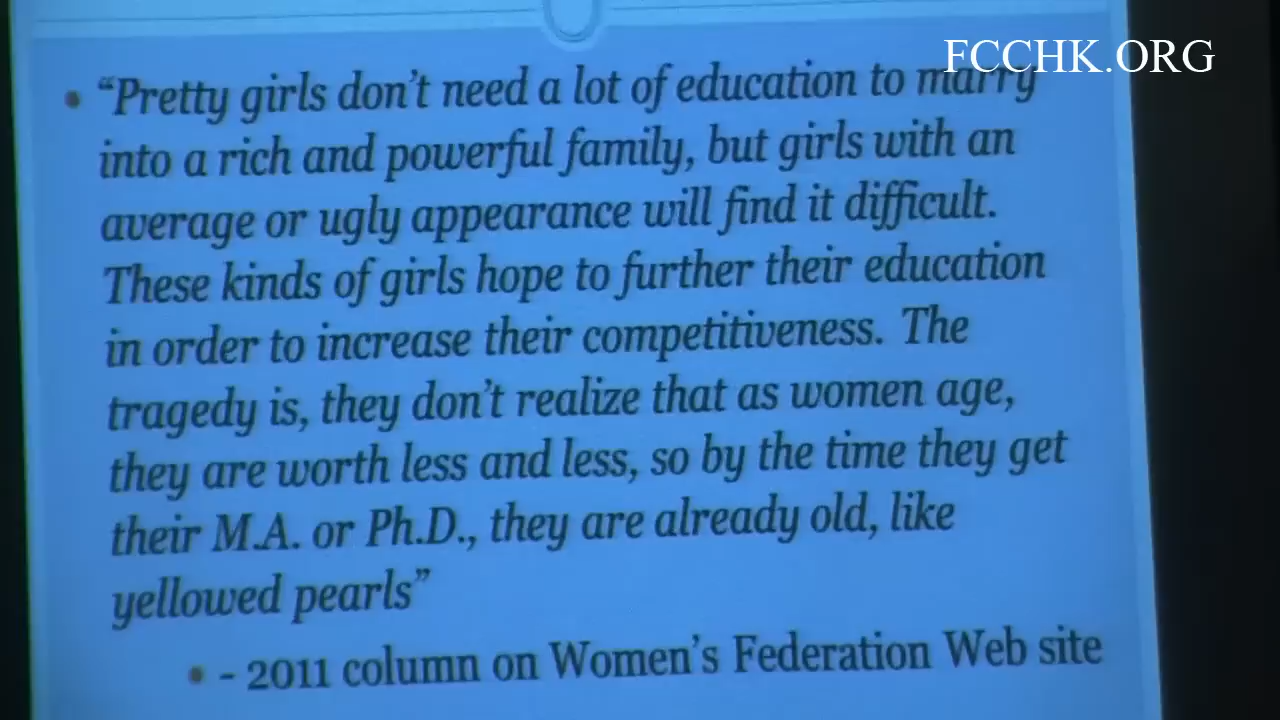 FCCHK.ORG
• “Pretty girls don’t need a lot of education to marry
into a rich and powerful family, but girls with an
average or ugly appearance will find it difficult.
These kinds of girls hope to further their education
in order to increase their competitiveness. The
tragedy is, they don’t realize that as women age,
they are worth less and less, so by the time they get
their M.A. or Ph.D., they are already old, like
yellowed pearls”
• - 2011 column on Women’s Federation Web site